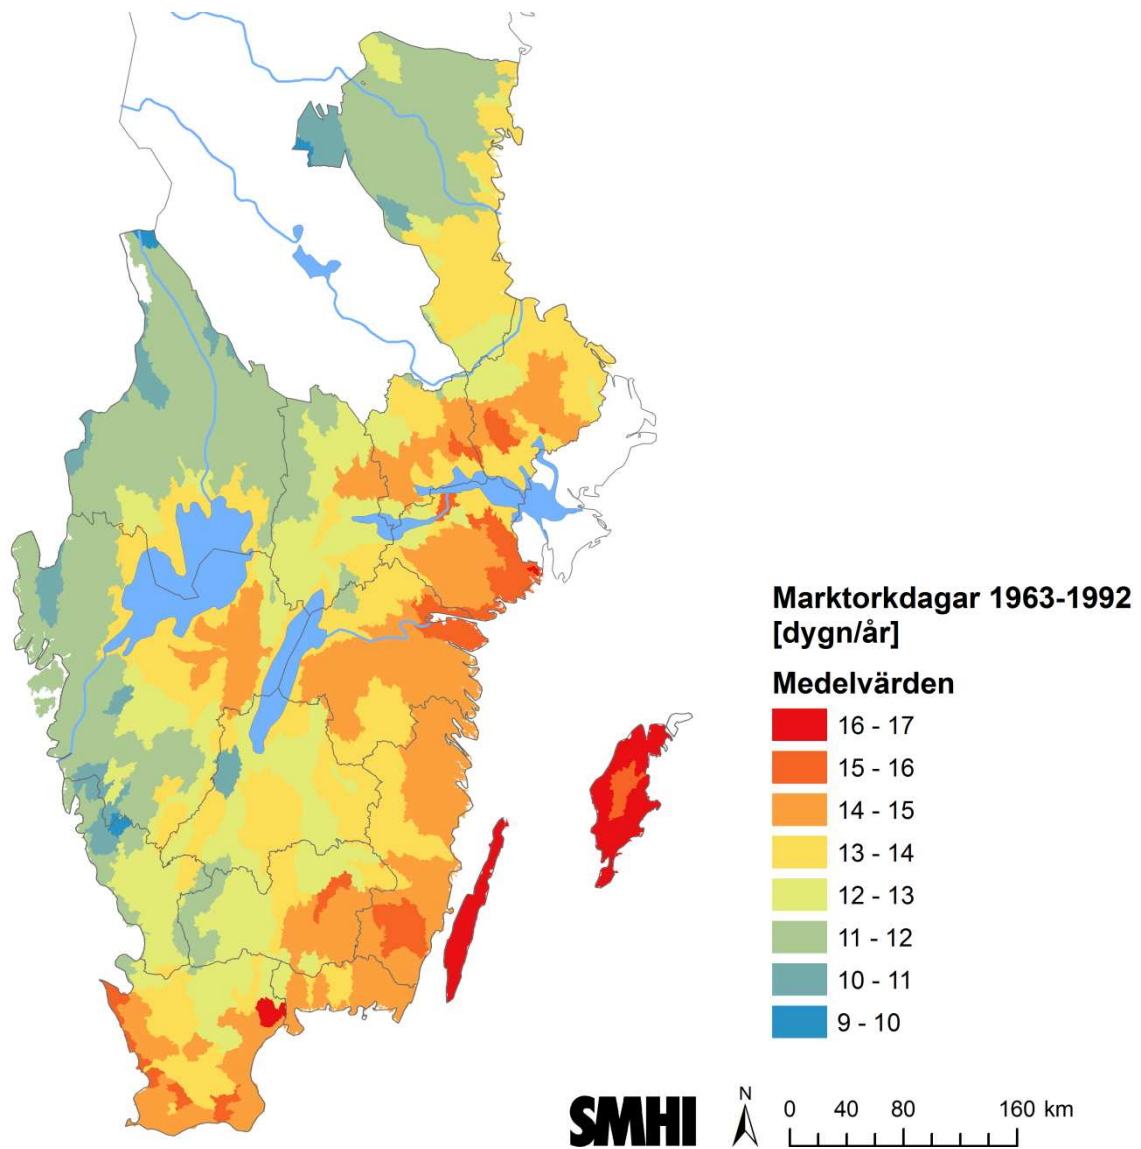 Marktorkdagar 1963-1992
[dygn/år]
Medelvärden
16 - 17
15 - 16
14 - 15
13 - 14
12 - 13
11 - 12
10 - 11
9 - 10
SMHI
N
0 40 80 160 km